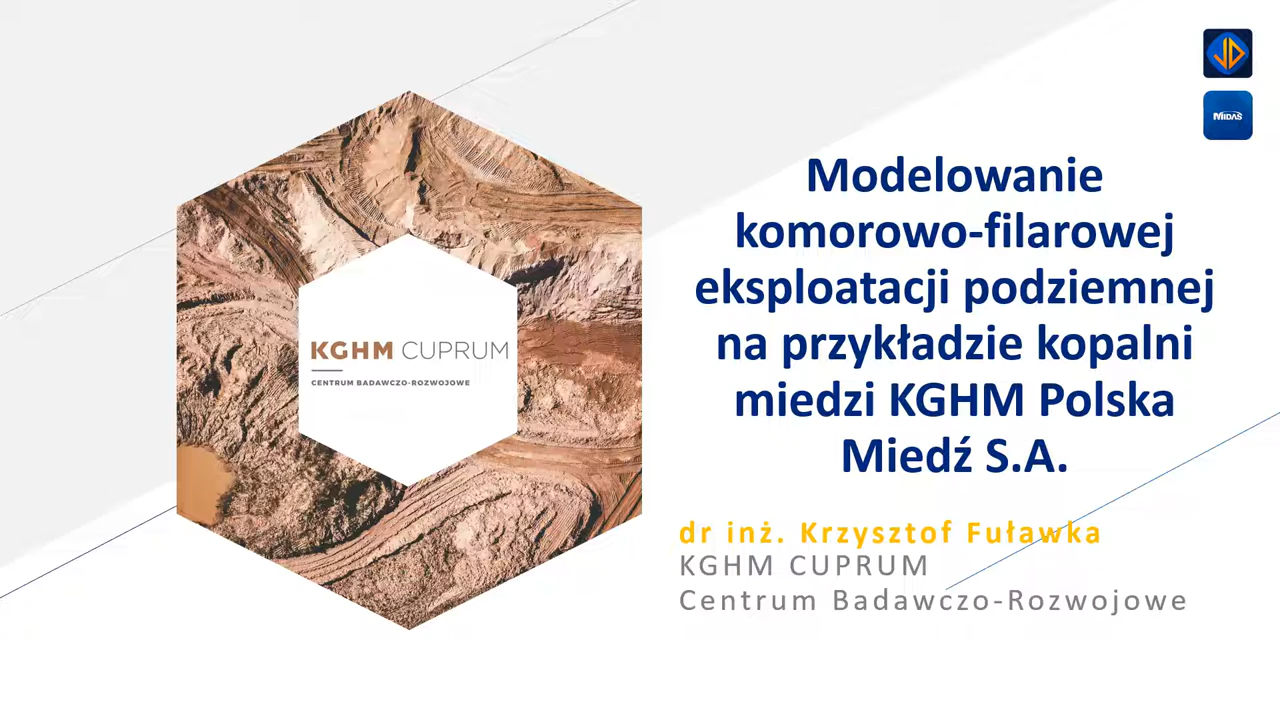 MIDAS
Modelowanie
komorowo-filarowej
eksploatacji podziemnej
na przykładzie kopalni
miedzi KGHM Polska
Miedź S.A.
KGHM CUPRUM
CENTRUM BADAWCZO-ROZWOJOWE
dr inż. Krzysztof Fuławka
KGHM CUPRUM
Centrum Badawczo-Rozwojowe